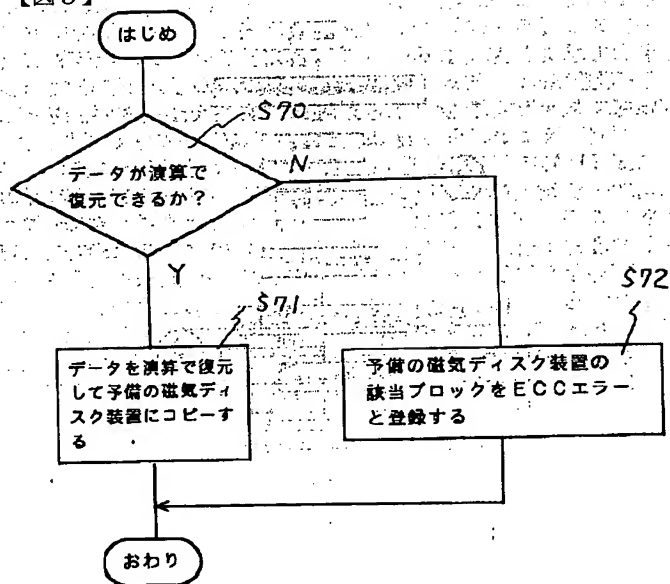 はじめ
S70
データが演算で
復元できるか?
N
Y
S71
S72
データを演算で復元
して予備の磁気ディ
スク装置にコピーす
る
予備の磁気ディスク装置の
該当ブロックをECCエラー
と登録する
おわり